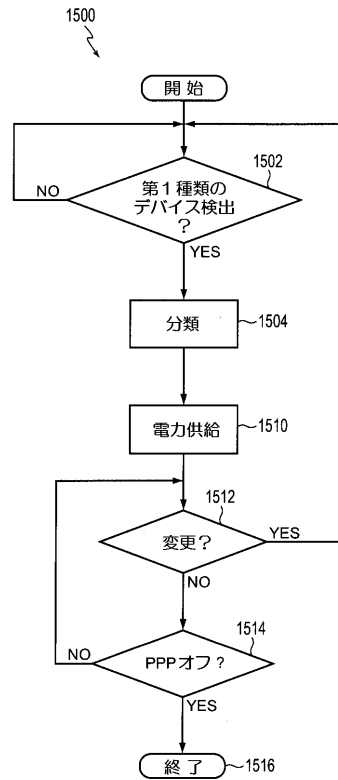 1500
開始
1502
第1種類の
デバイス検出
?
NO
YES
分類
1504
電力供給
1510
1512
変更?
YES
NO
1514
PPPオフ?
NO
YES
終了
1516